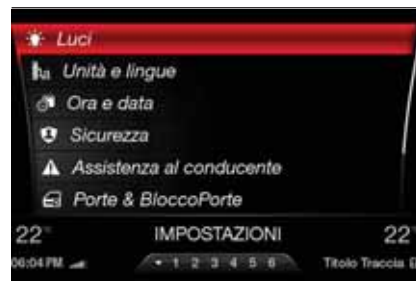 Luci
ha Unità e lingue
Ora e data
Sicurezza
Assistenza al conducente
Porte & BloccoPorte
22° IMPOSTAZIONI 22°
06:04 PM • 1 2 3 4 5 6 Titolo Traccia